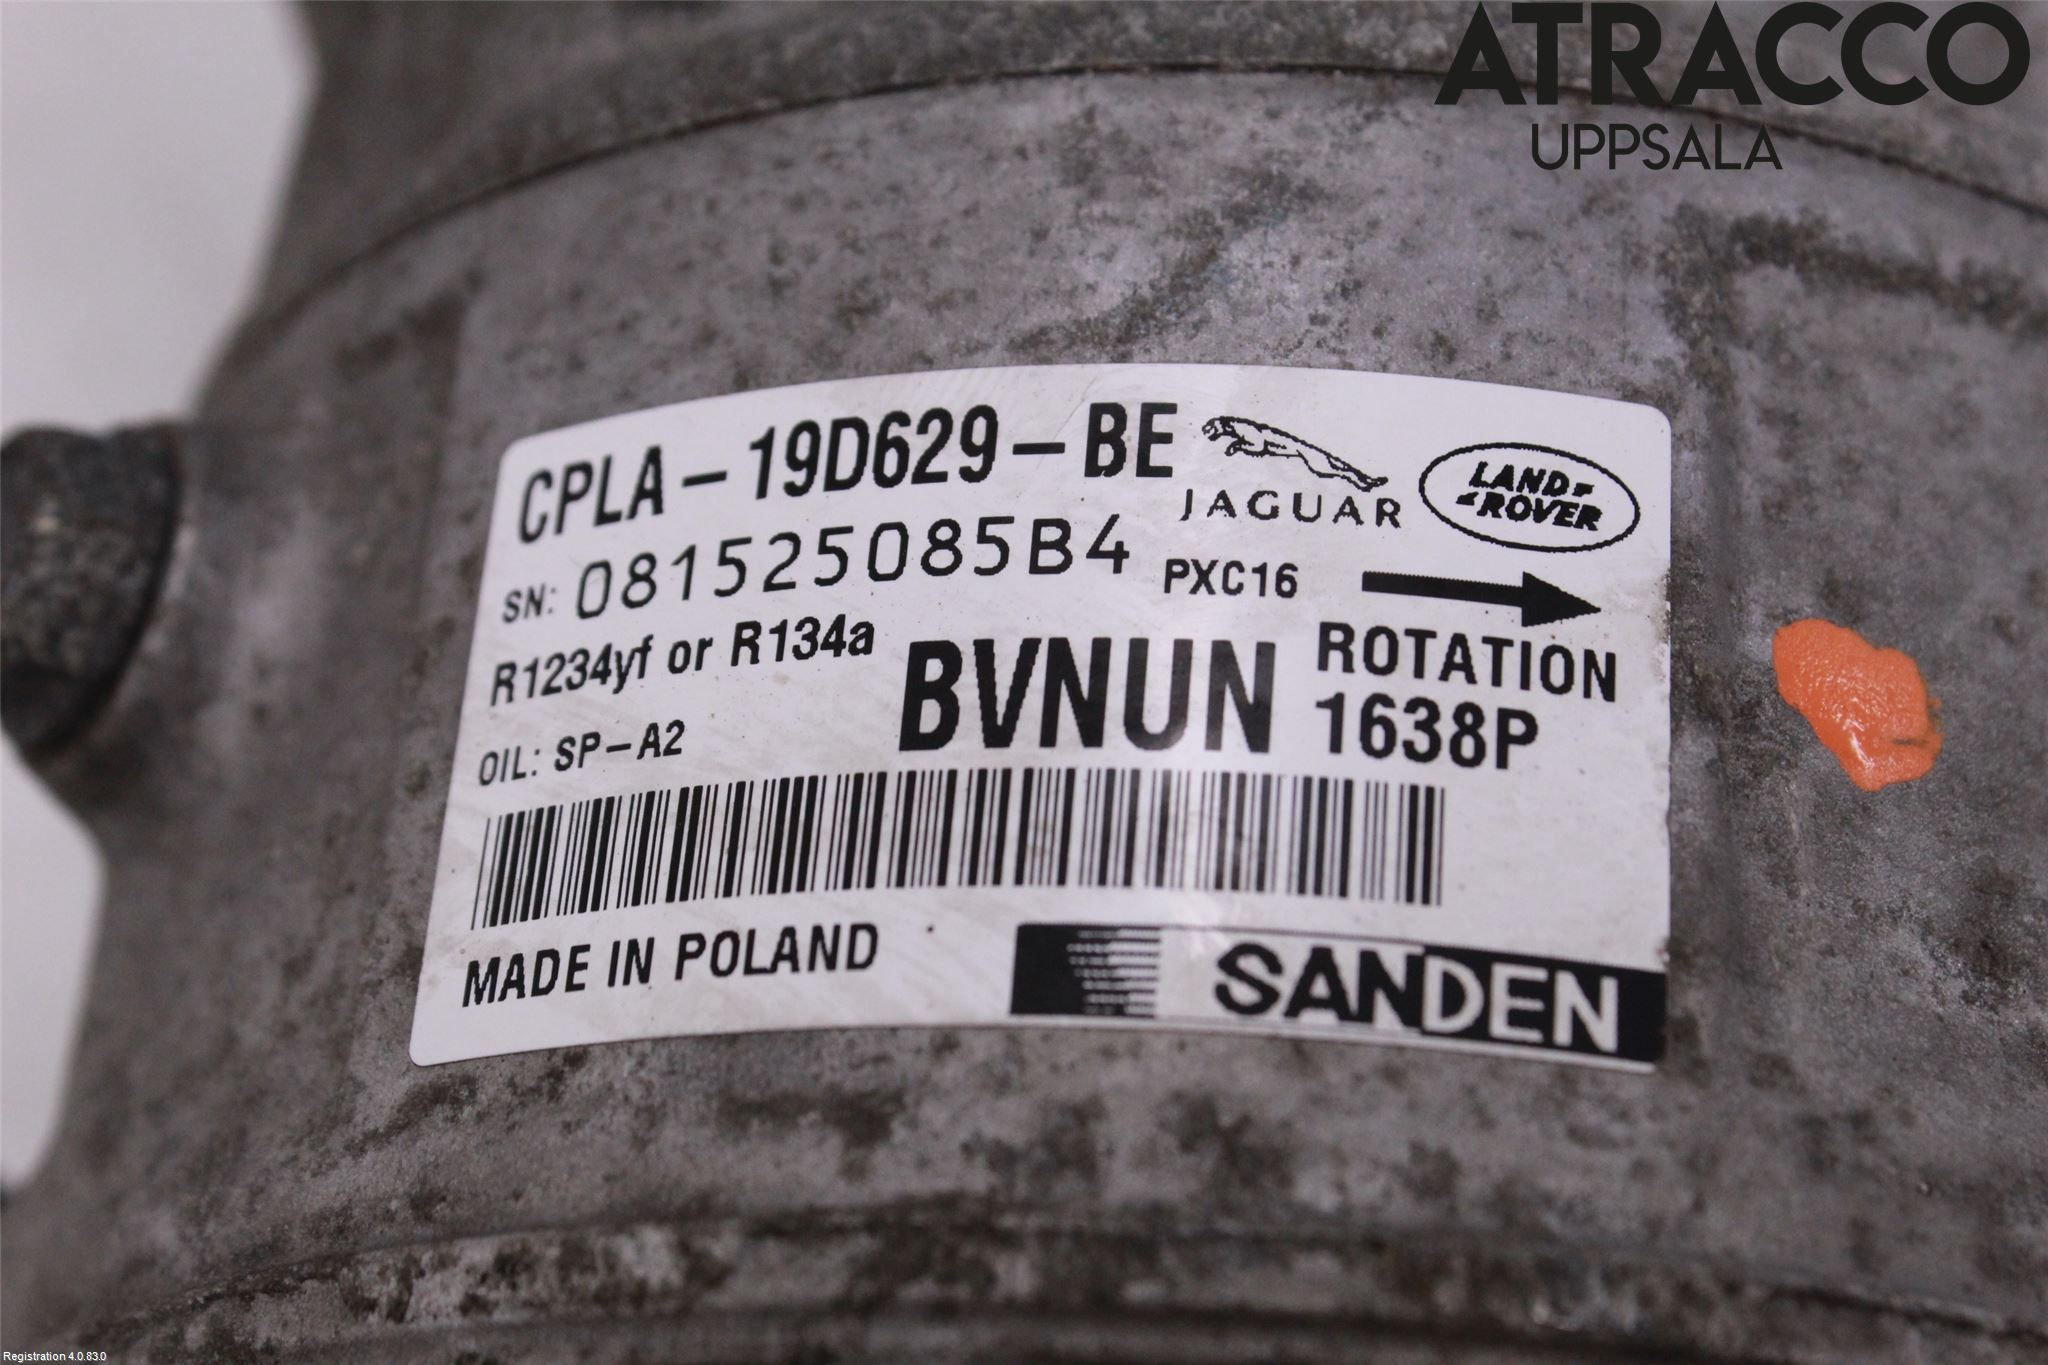 ATRACCO
UPPSALA
CPLA-19D629-BE
JAGUAR
LAND
ROVER
SN: 081525085B4
PXC16
R1234yf or R134a
BVNUN
ROTATION
1638P
OIL: SP-A2
MADE IN POLAND
SANDEN
Registration 4.0.83.0